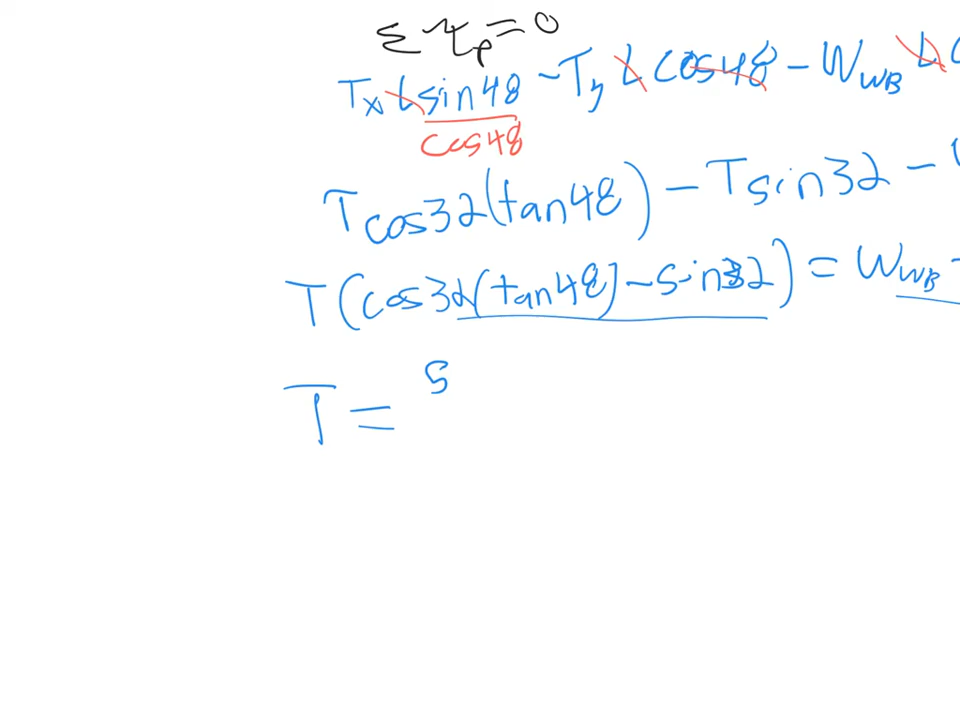 Σ τp = 0
Tx L sin48 - Ty L cos48 - WWB L C
cos48
T cos32(tan48) - T sin32 -
T(cos32(tan48) - sin32) = WWB
T = 5